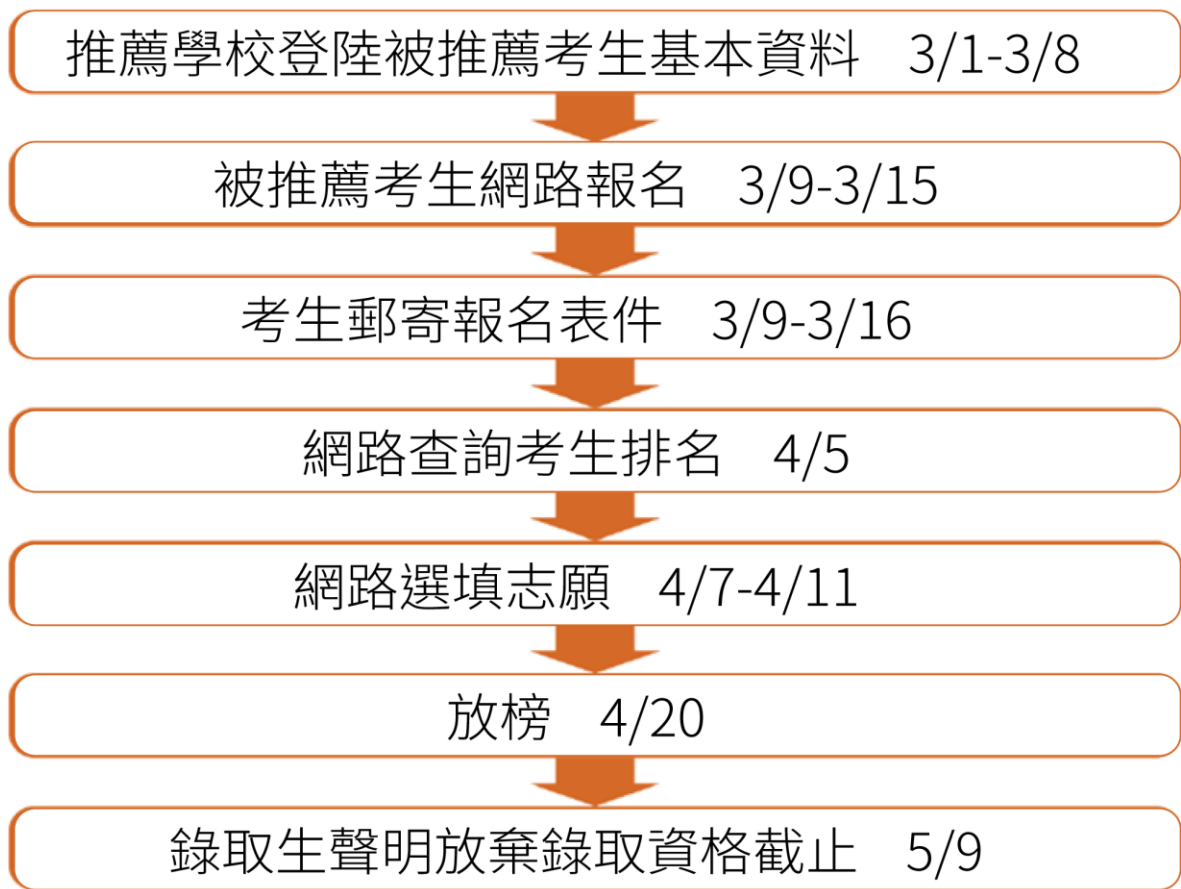 推薦學校登陸被推薦考生基本資料　3/1-3/8
被推薦考生網路報名　3/9-3/15
考生郵寄報名表件　3/9-3/16
網路查詢考生排名　4/5
網路選填志願　4/7-4/11
放榜　4/20
錄取生聲明放棄錄取資格截止　5/9